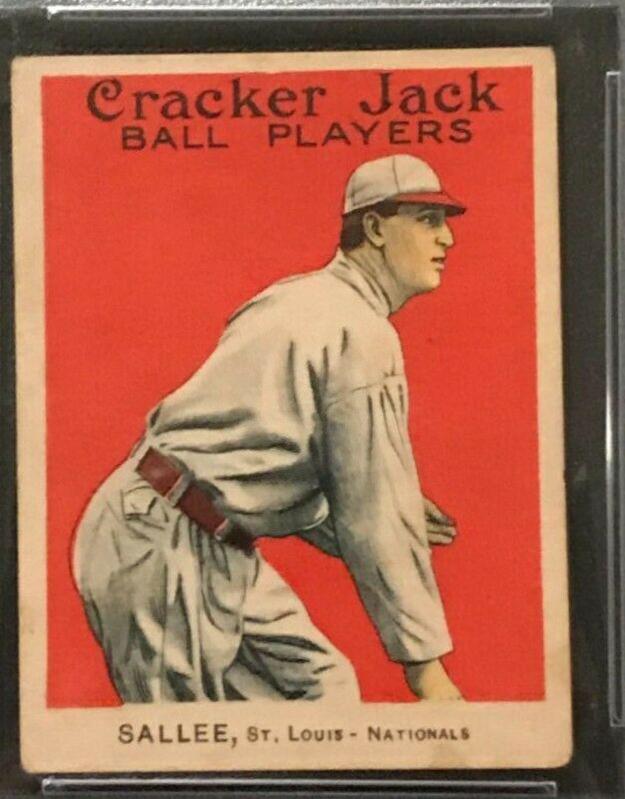 Cracker Jack
BALL PLAYERS
SALLEE, ST. LOUIS - NATIONALS